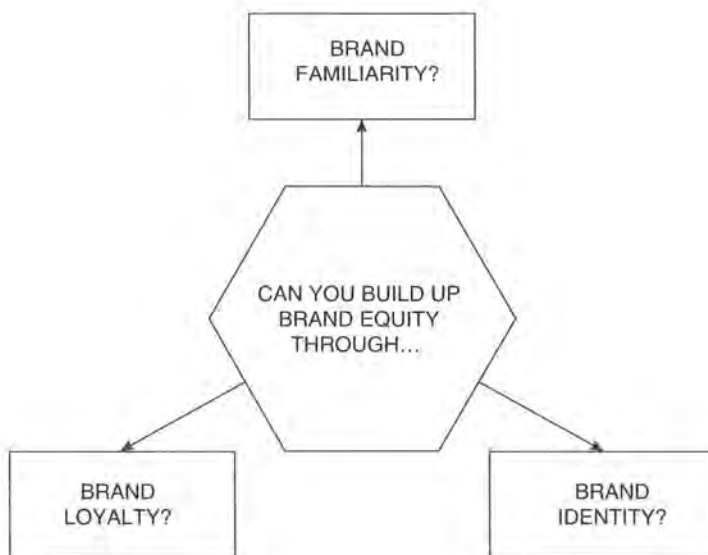 BRAND
FAMILIARITY?
CAN YOU BUILD UP
BRAND EQUITY
THROUGH...
BRAND
LOYALTY?
BRAND
IDENTITY?